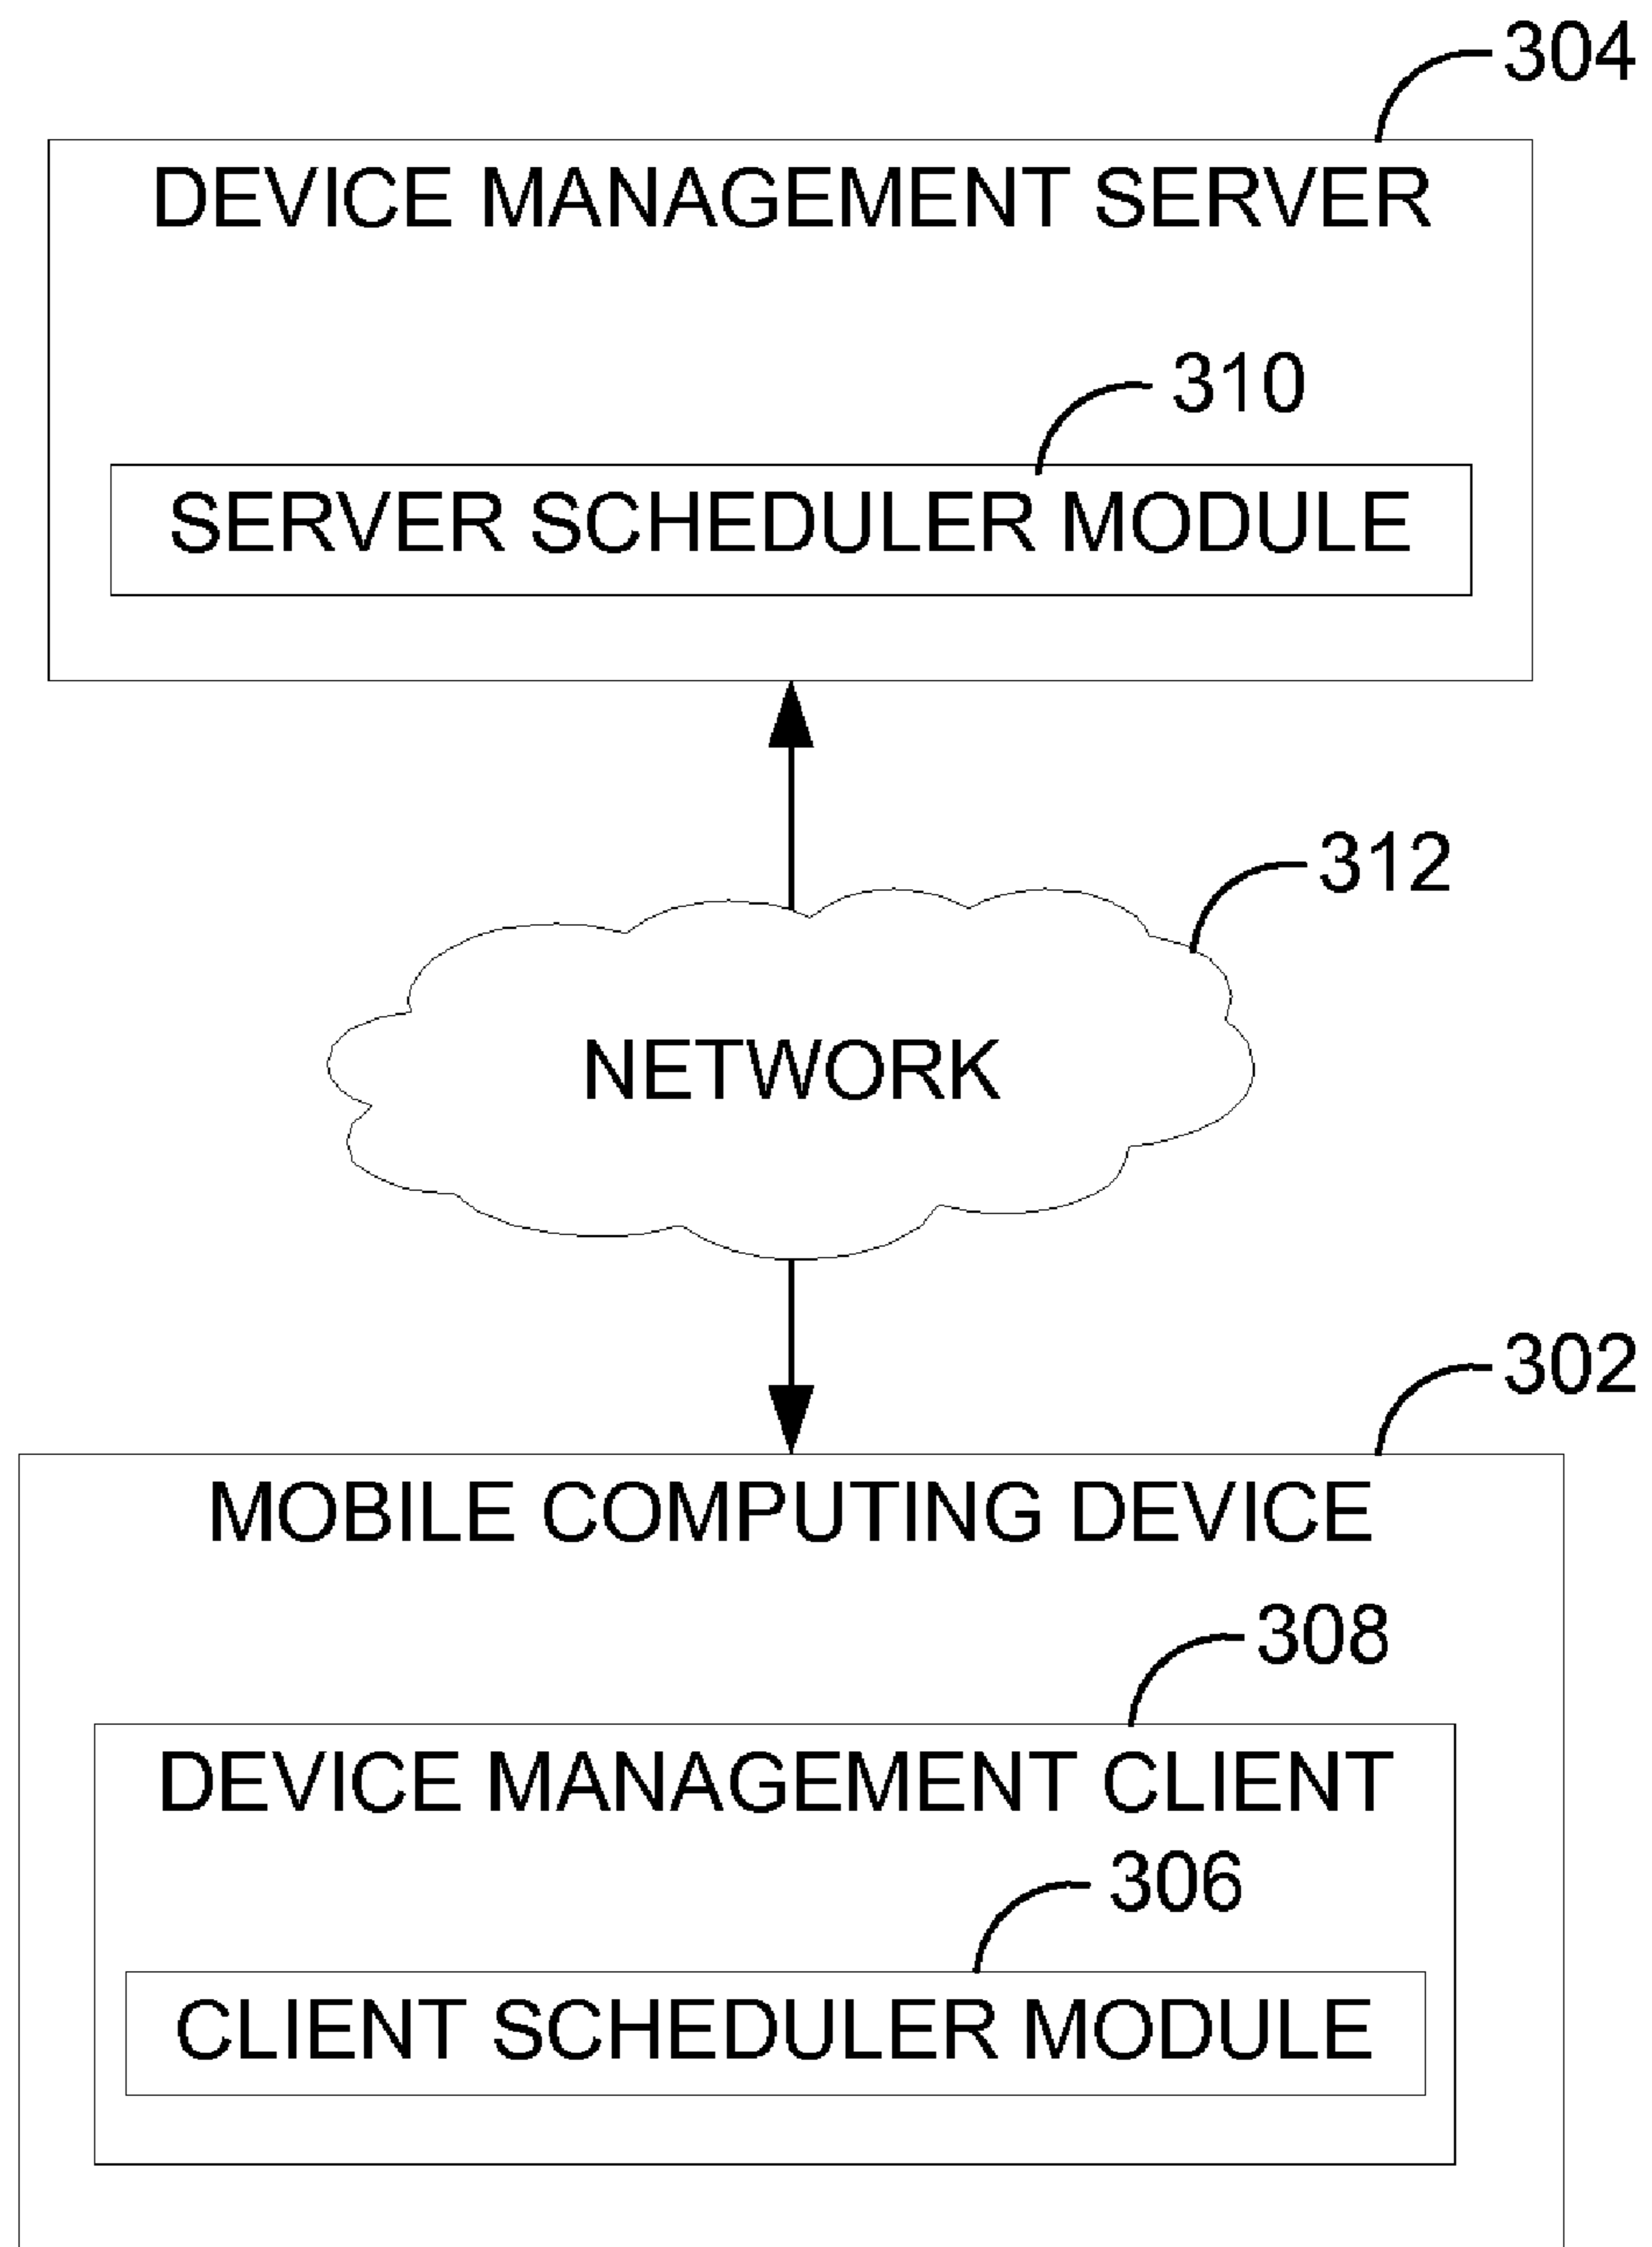 304
DEVICE MANAGEMENT SERVER
310
SERVER SCHEDULER MODULE
312
NETWORK
302
MOBILE COMPUTING DEVICE
308
DEVICE MANAGEMENT CLIENT
306
CLIENT SCHEDULER MODULE